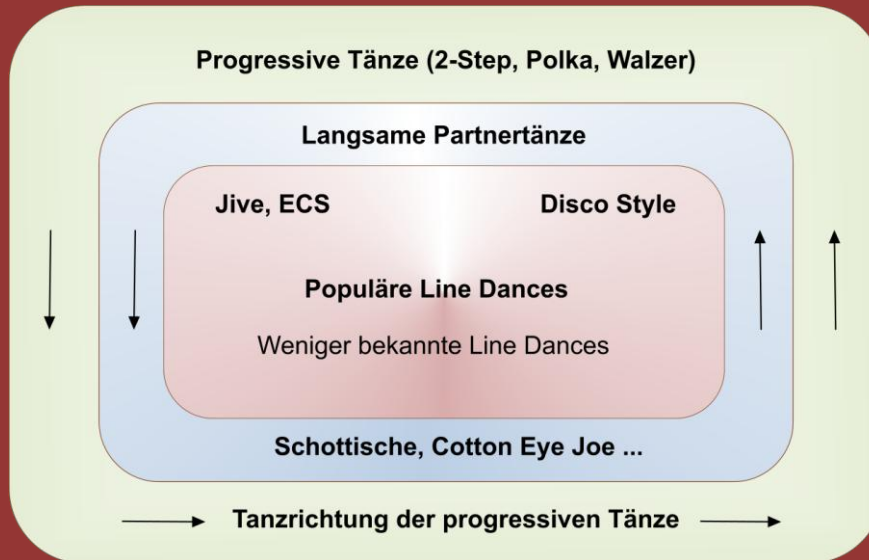 Progressive Tänze (2-Step, Polka, Walzer)
Langsame Partnertänze
Jive, ECS
Disco Style
Populäre Line Dances
Weniger bekannte Line Dances
Schottische, Cotton Eye Joe ...
Tanzrichtung der progressiven Tänze